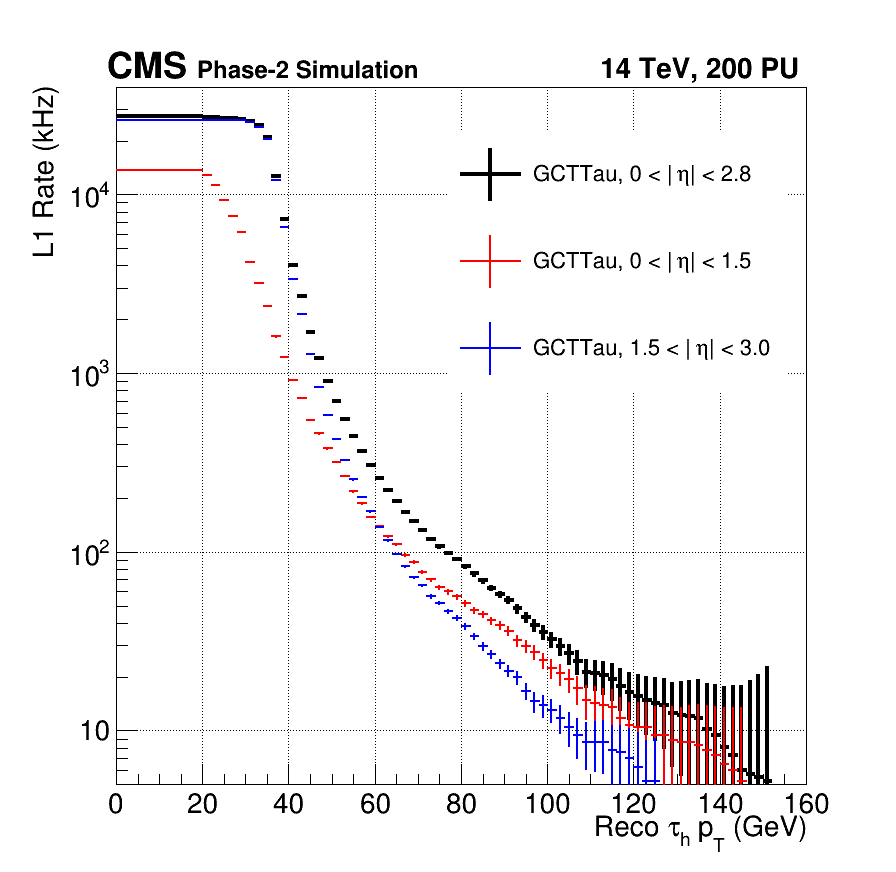 CMS Phase-2 Simulation 14 TeV, 200 PU
L1 Rate (kHz)
GCTTau, 0 < | η| < 2.8
GCTTau, 0 < | η| < 1.5
GCTTau, 1.5 < | η| < 3.0
10⁴
10³
10²
10
0 20 40 60 80 100 120 140 160
Reco τₕ p_T (GeV)